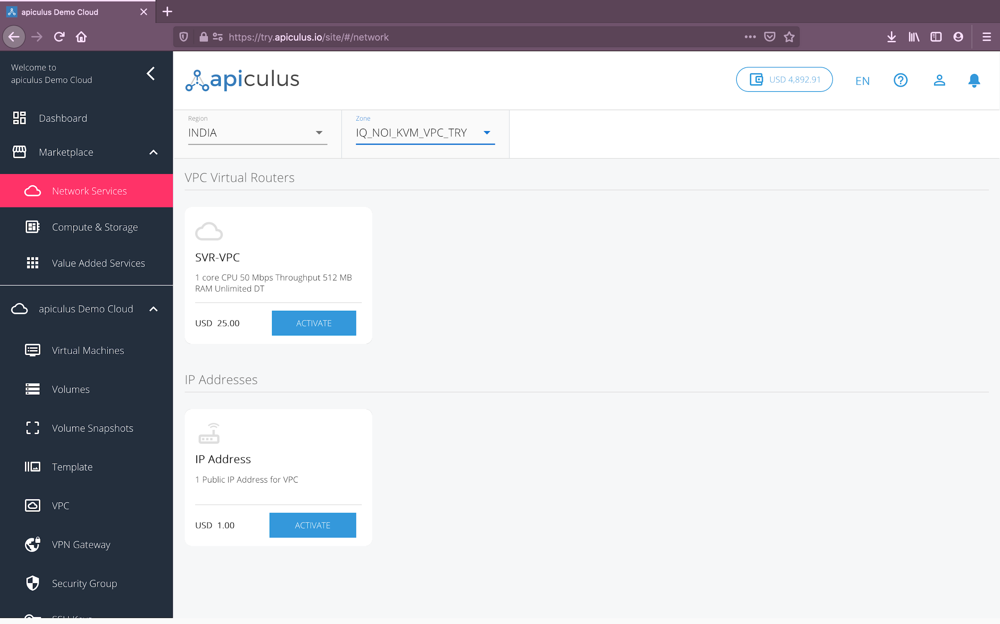 apiculus Demo Cloud
https://try.apiculus.io/site/#/network
Welcome to
apiculus Demo Cloud
Dashboard
Marketplace
Network Services
Compute & Storage
Value Added Services
apiculus Demo Cloud
Virtual Machines
Volumes
Volume Snapshots
Template
VPC
VPN Gateway
Security Group
apiculus
USD 4,892.91
EN
Region
INDIA
Zone
IQ_NOI_KVM_VPC_TRY
VPC Virtual Routers
SVR-VPC
1 core CPU 50 Mbps Throughput 512 MB
RAM Unlimited DT
USD 25.00
ACTIVATE
IP Addresses
IP Address
1 Public IP Address for VPC
USD 1.00
ACTIVATE